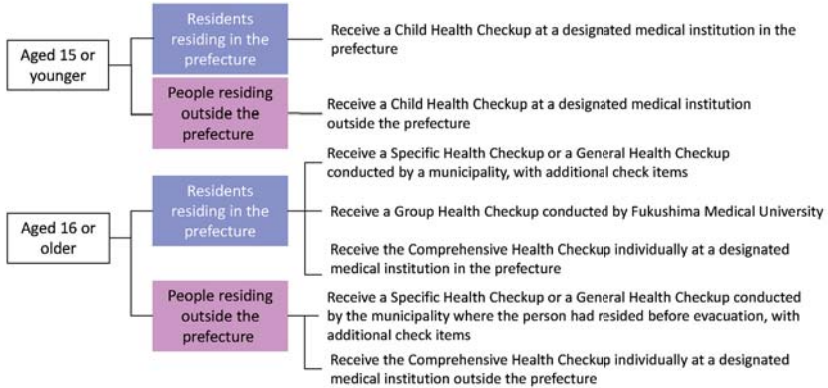 Aged 15 or
younger
Residents
residing in the
prefecture
Receive a Child Health Checkup at a designated medical institution in the
prefecture
People residing
outside the
prefecture
Receive a Child Health Checkup at a designated medical institution
outside the prefecture
Aged 16 or
older
Residents
residing in the
prefecture
Receive a Specific Health Checkup or a General Health Checkup
conducted by a municipality, with additional check items
Receive a Group Health Checkup conducted by Fukushima Medical University
Receive the Comprehensive Health Checkup individually at a designated
medical institution in the prefecture
People residing
outside the
prefecture
Receive a Specific Health Checkup or a General Health Checkup conducted
by the municipality where the person had resided before evacuation, with
additional check items
Receive the Comprehensive Health Checkup individually at a designated
medical institution outside the prefecture